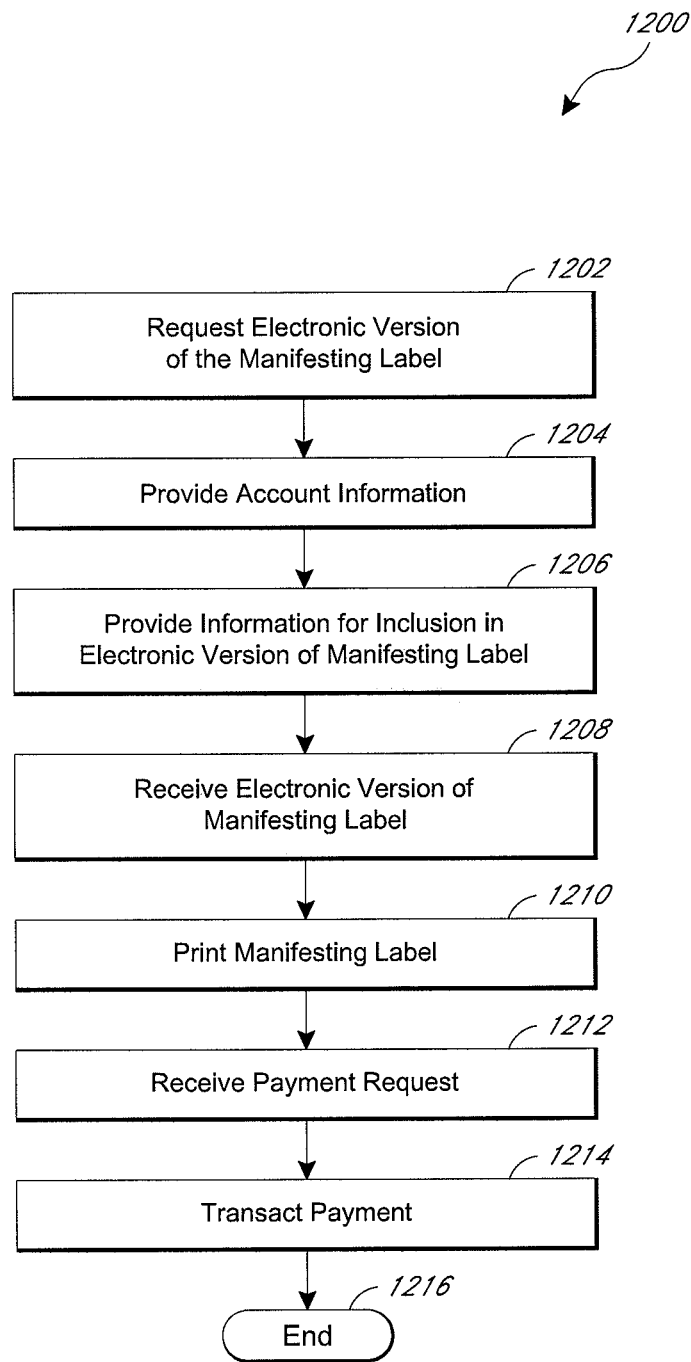 1200
1202
Request Electronic Version
of the Manifesting Label
1204
Provide Account Information
1206
Provide Information for Inclusion in
Electronic Version of Manifesting Label
1208
Receive Electronic Version of
Manifesting Label
1210
Print Manifesting Label
1212
Receive Payment Request
1214
Transact Payment
1216
End